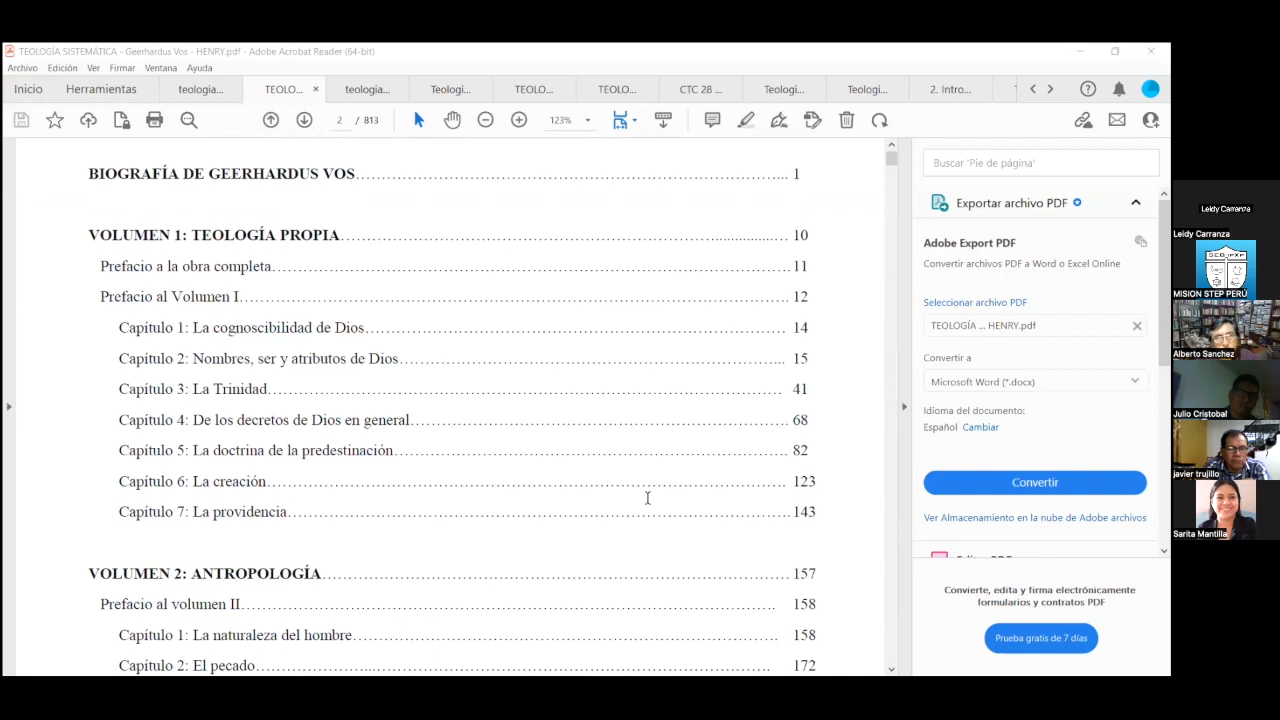 TEOLOGÍA SISTEMÁTICA - Geerhardus Vos - HENRY.pdf - Adobe Acrobat Reader (64-bit)
Archivo Edición Ver Firmar Ventana Ayuda
Inicio Herramientas teologia... TEOLO... × teologia... Teologi... TEOLO... TEOLO... CTC 28 ... Teologi... Teologi... 2. Intro...
2 / 813 123%
BIOGRAFÍA DE GEERHARDUS VOS 1
VOLUMEN 1: TEOLOGÍA PROPIA 10
Prefacio a la obra completa 11
Prefacio al Volumen I 12
Capítulo 1: La cognoscibilidad de Dios 14
Capítulo 2: Nombres, ser y atributos de Dios 15
Capítulo 3: La Trinidad 41
Capítulo 4: De los decretos de Dios en general 68
Capítulo 5: La doctrina de la predestinación 82
Capítulo 6: La creación 123
Capítulo 7: La providencia 143
VOLUMEN 2: ANTROPOLOGÍA 157
Prefacio al volumen II 158
Capítulo 1: La naturaleza del hombre 158
Capítulo 2: El pecado 172
Buscar 'Pie de página'
Exportar archivo PDF
Adobe Export PDF
Convertir archivos PDF a Word o Excel Online
Seleccionar archivo PDF
TEOLOGÍA ... HENRY.pdf
Convertir a
Microsoft Word (*.docx)
Idioma del documento:
Español Cambiar
Convertir
Ver Almacenamiento en la nube de Adobe archivos
Convierte, edita y firma electrónicamente
formularios y contratos PDF
Prueba gratis de 7 días
Leidy Carranza
Leidy Carranza
MISION STEP PERÚ
Alberto Sanchez
Julio Cristobal
javier trujillo
Sarita Mantilla